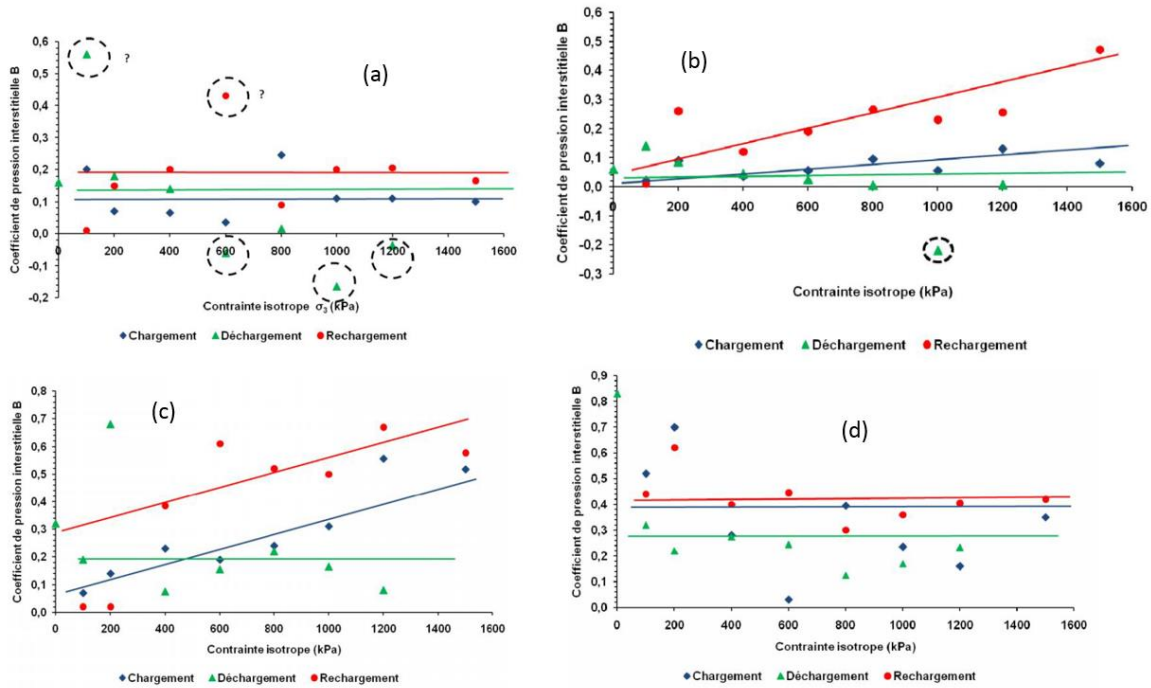 Coefficient de pression interstitielle B
0,6
0,5
0,4
0,3
0,2
0,1
0,0
-0,1
-0,2
?
?
(a)
0 200 400 600 800 1000 1200 1400 1600
Contrainte isotrope σ3 (kPa)
Chargement Déchargement Rechargement
Coefficient de pression interstitielle B
0,6
0,5
0,4
0,3
0,2
0,1
0,0
-0,1
-0,2
-0,3
(b)
0 200 400 600 800 1000 1200 1400 1600
Contrainte isotrope (kPa)
Chargement Déchargement Rechargement
Coefficient de pression interstitielle B
0,8
0,7
0,6
0,5
0,4
0,3
0,2
0,1
0,0
(c)
0 200 400 600 800 1000 1200 1400 1600
Contrainte isotrope (kPa)
Chargement Déchargement Rechargement
Coefficient de pression interstitielle B
0,9
0,8
0,7
0,6
0,5
0,4
0,3
0,2
0,1
0,0
(d)
0 200 400 600 800 1000 1200 1400 1600
Contrainte isotrope (kPa)
Chargement Déchargement Rechargement